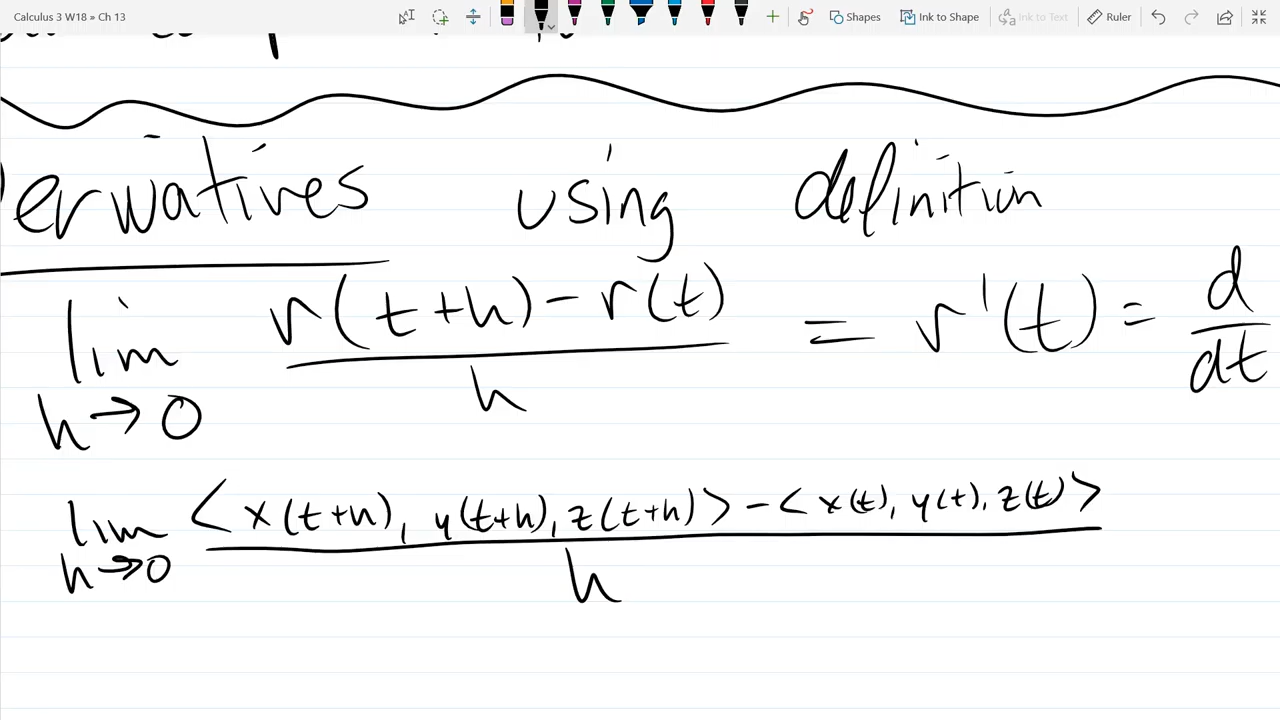 Calculus 3 W18 » Ch 13
Shapes Ink to Shape Ink to Text Ruler
erivatives using definition
lim h→0 r(t+h) - r(t) / h = r'(t) = d/dt
lim h→0 <x(t+h), y(t+h), z(t+h)> - <x(t), y(t), z(t)> / h